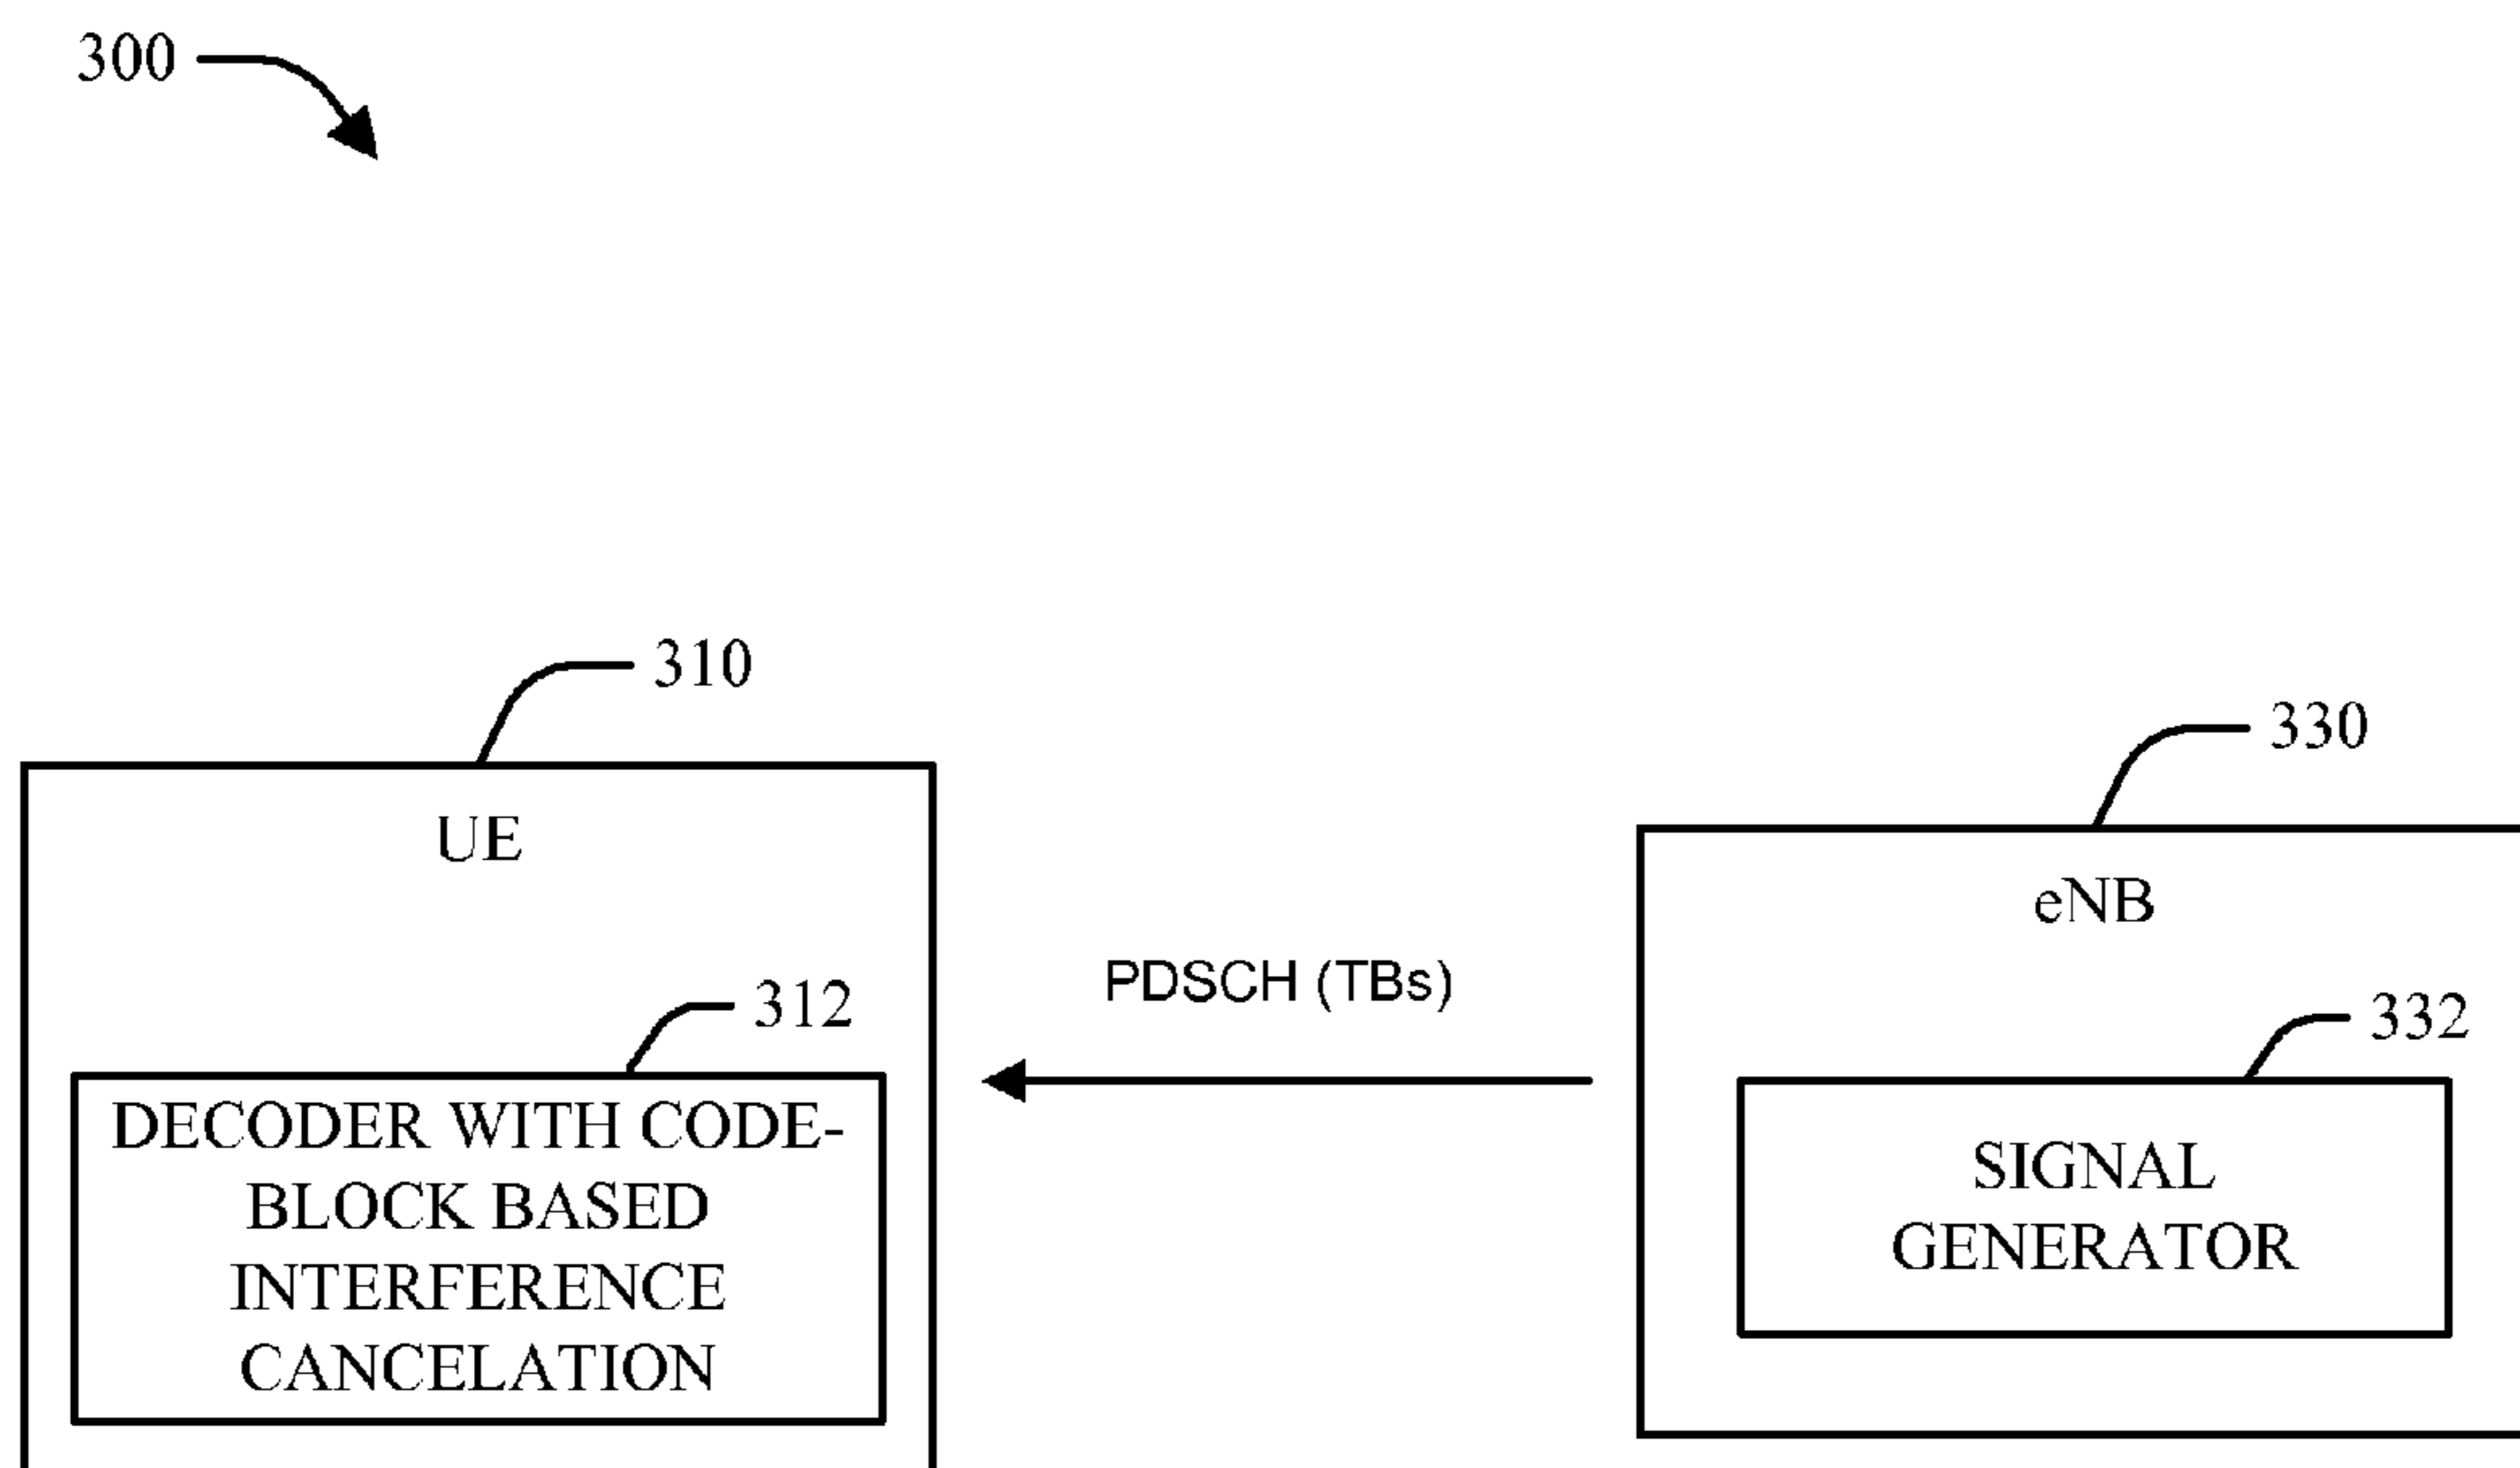 300
310
330
UE
eNB
PDSCH (TBs)
312
332
DECODER WITH CODE-
BLOCK BASED
INTERFERENCE
CANCELATION
SIGNAL
GENERATOR